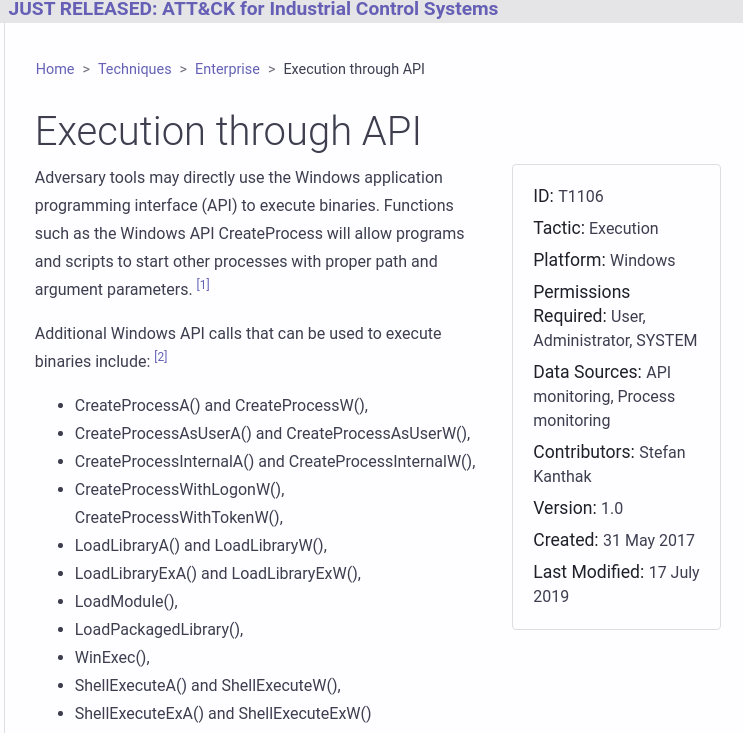 JUST RELEASED: ATT&CK for Industrial Control Systems
Home > Techniques > Enterprise > Execution through API
Execution through API
Adversary tools may directly use the Windows application
programming interface (API) to execute binaries. Functions
such as the Windows API CreateProcess will allow programs
and scripts to start other processes with proper path and
argument parameters. [1]
Additional Windows API calls that can be used to execute
binaries include: [2]
• CreateProcessA() and CreateProcessW(),
• CreateProcessAsUserA() and CreateProcessAsUserW(),
• CreateProcessInternalA() and CreateProcessInternalW(),
• CreateProcessWithLogonW(),
CreateProcessWithTokenW(),
• LoadLibraryA() and LoadLibraryW(),
• LoadLibraryExA() and LoadLibraryExW(),
• LoadModule(),
• LoadPackagedLibrary(),
• WinExec(),
• ShellExecuteA() and ShellExecuteW(),
• ShellExecuteExA() and ShellExecuteExW()
ID: T1106
Tactic: Execution
Platform: Windows
Permissions
Required: User,
Administrator, SYSTEM
Data Sources: API
monitoring, Process
monitoring
Contributors: Stefan
Kanthak
Version: 1.0
Created: 31 May 2017
Last Modified: 17 July
2019